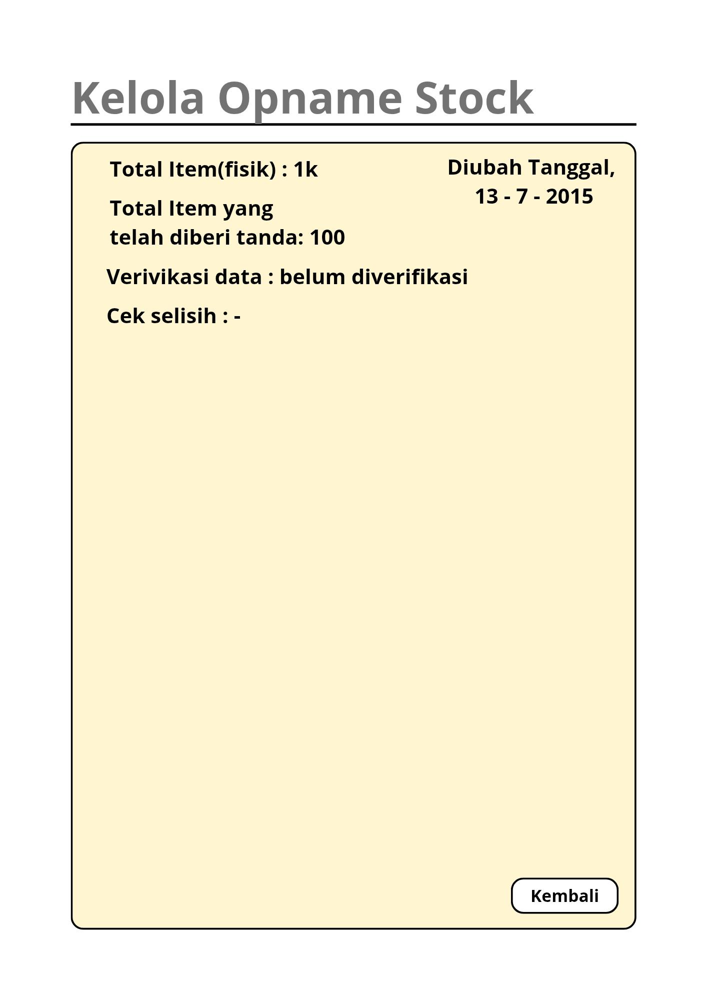 Kelola Opname Stock
Total Item(fisik) : 1k
Diubah Tanggal,
13 - 7 - 2015
Total Item yang
telah diberi tanda: 100
Verivikasi data : belum diverifikasi
Cek selisih : -
Kembali